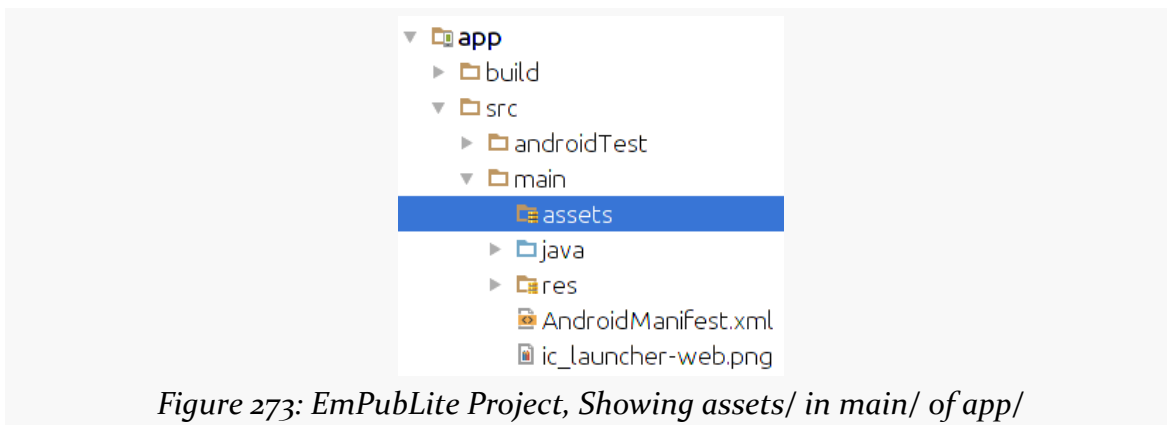 app
build
src
androidTest
main
assets
java
res
AndroidManifest.xml
ic_launcher-web.png
Figure 273: EmPubLite Project, Showing assets/ in main/ of app/